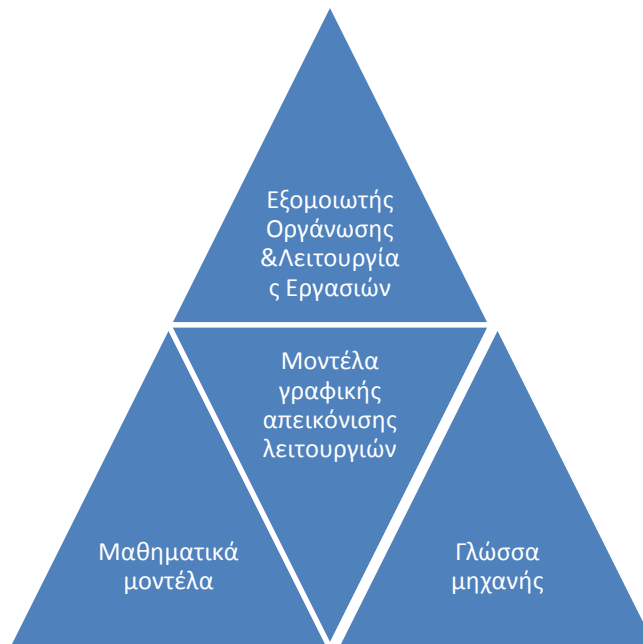 Εξομοιωτής
Οργάνωσης
&Λειτουργία
ς Εργασιών
Μοντέλα
γραφικής
απεικόνισης
λειτουργιών
Μαθηματικά
μοντέλα
Γλώσσα
μηχανής